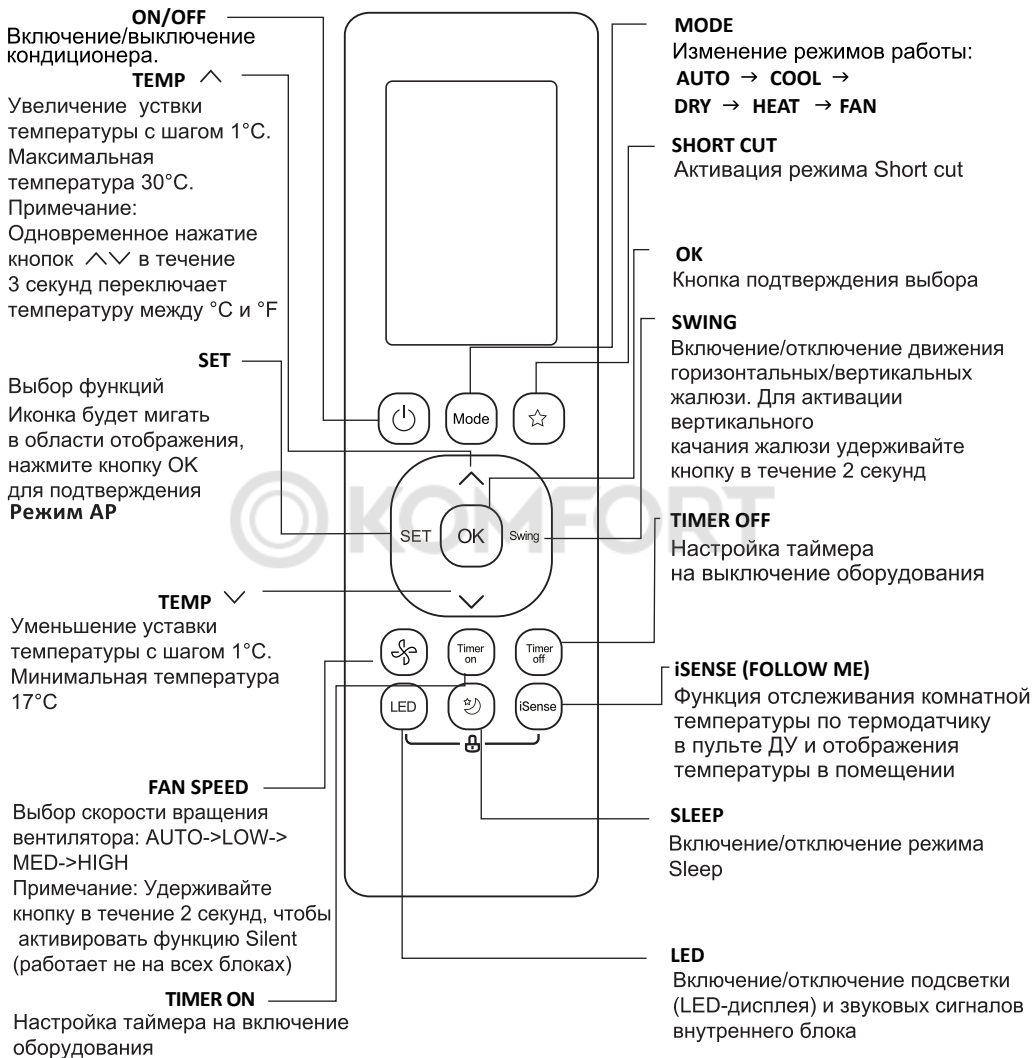 ON/OFF
Включение/выключение
кондиционера.
TEMP
Увеличение уствки
температуры с шагом 1°C.
Максимальная
температура 30°C.
Примечание:
Одновременное нажатие
кнопок в течение
3 секунд переключает
температуру между °C и °F
SET
Выбор функций
Иконка будет мигать
в области отображения,
нажмите кнопку OK
для подтверждения
Режим AP
TEMP
Уменьшение уставки
температуры с шагом 1°C.
Минимальная температура
17°C
FAN SPEED
Выбор скорости вращения
вентилятора: AUTO->LOW->
MED->HIGH
Примечание: Удерживайте
кнопку в течение 2 секунд, чтобы
активировать функцию Silent
(работает не на всех блоках)
TIMER ON
Настройка таймера на включение
оборудования
Mode
SET
OK
Swing
Timer
on
Timer
off
LED
iSense
KOMFORT
MODE
Изменение режимов работы:
AUTO → COOL →
DRY → HEAT → FAN
SHORT CUT
Активация режима Short cut
OK
Кнопка подтверждения выбора
SWING
Включение/отключение движения
горизонтальных/вертикальных
жалюзи. Для активации
вертикального
качания жалюзи удерживайте
кнопку в течение 2 секунд
TIMER OFF
Настройка таймера
на выключение оборудования
iSENSE (FOLLOW ME)
Функция отслеживания комнатной
температуры по термодатчику
в пульте ДУ и отображения
температуры в помещении
SLEEP
Включение/отключение режима
Sleep
LED
Включение/отключение подсветки
(LED-дисплея) и звуковых сигналов
внутреннего блока